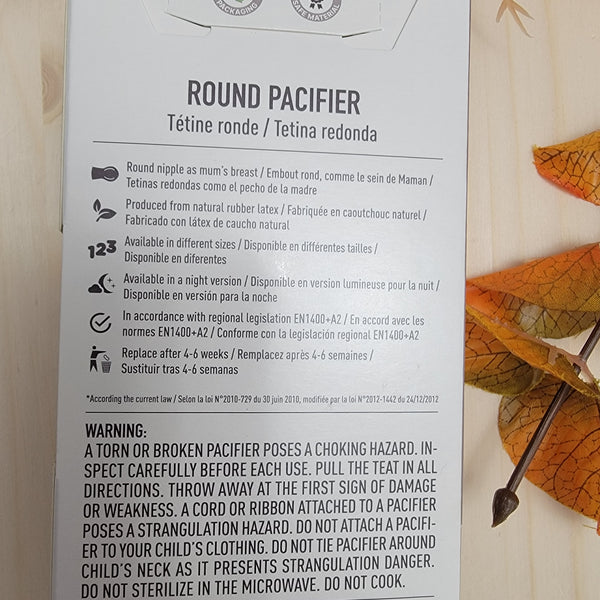 PACKAGING
SAFE MATERIAL
ROUND PACIFIER
Tétine ronde / Tetina redonda
Round nipple as mum's breast / Embout rond, comme le sein de Maman /
Tetinas redondas como el pecho de la madre
Produced from natural rubber latex / Fabriquée en caoutchouc naturel /
Fabricado con látex de caucho natural
123
Available in different sizes / Disponible en différentes tailles /
Disponible en diferentes
Available in a night version / Disponible en version lumineuse pour la nuit /
Disponible en versión para la noche
In accordance with regional legislation EN1400+A2 / En accord avec les
normes EN1400+A2 / Conforme con la legislación regional EN1400+A2
Replace after 4-6 weeks / Remplacez après 4-6 semaines /
Sustituir tras 4-6 semanas
*According the current law / Selon la loi N°2010-729 du 30 juin 2010, modifiée par la loi N°2012-1442 du 24/12/2012
WARNING:
A TORN OR BROKEN PACIFIER POSES A CHOKING HAZARD. IN-
SPECT CAREFULLY BEFORE EACH USE. PULL THE TEAT IN ALL
DIRECTIONS. THROW AWAY AT THE FIRST SIGN OF DAMAGE
OR WEAKNESS. A CORD OR RIBBON ATTACHED TO A PACIFIER
POSES A STRANGULATION HAZARD. DO NOT ATTACH A PACIFI-
ER TO YOUR CHILD'S CLOTHING. DO NOT TIE PACIFIER AROUND
CHILD'S NECK AS IT PRESENTS STRANGULATION DANGER.
DO NOT STERILIZE IN THE MICROWAVE. DO NOT COOK.